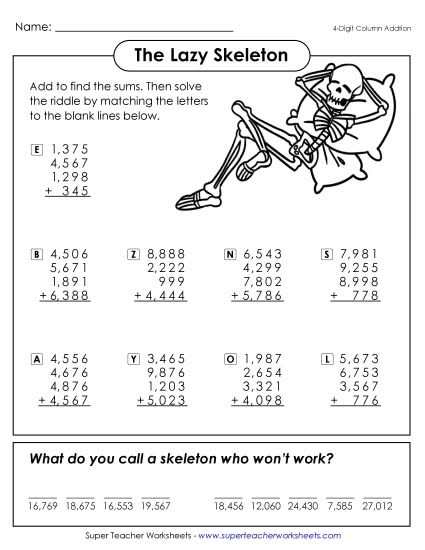 Name:
4-Digit Column Addition
The Lazy Skeleton
Add to find the sums. Then solve
the riddle by matching the letters
to the blank lines below.
E 1,375
4,567
1,298
+ 345
B 4,506 Z 8,888 N 6,543 S 7,981
5,671 2,222 4,299 9,255
1,891 999 7,802 8,998
+ 6,388 + 4,444 + 5,786 + 778
A 4,556 Y 3,465 O 1,987 L 5,673
4,676 9,876 2,654 6,753
4,876 1,203 3,321 3,567
+ 4,567 + 5,023 + 4,098 + 776
What do you call a skeleton who won't work?
16,769 18,675 16,553 19,567 18,456 12,060 24,430 7,585 27,012
Super Teacher Worksheets - www.superteacherworksheets.com